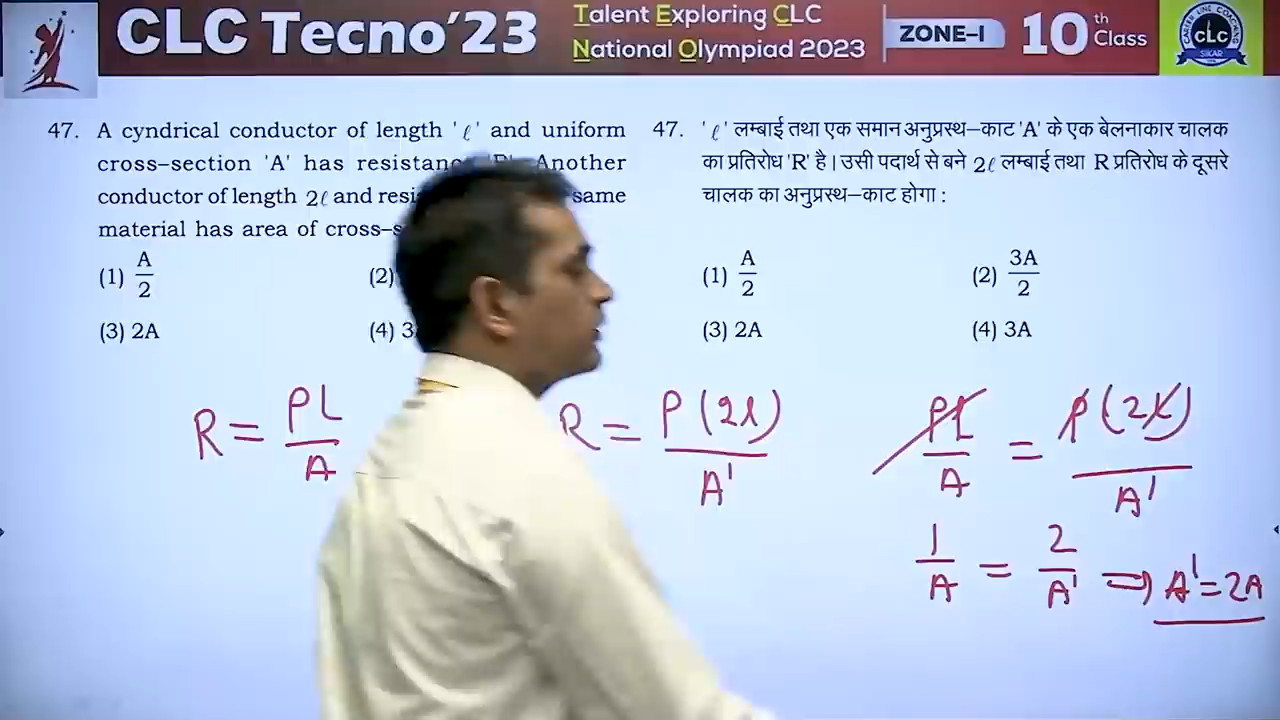 CLC Tecno'23
Talent Exploring CLC
National Olympiad 2023
ZONE-I
10th Class
CLC
SIKAR
47. A cyndrical conductor of length 'ℓ' and uniform
cross-section 'A' has Another
conductor of length 2ℓ and same
material has area of
(1) A/2
(2)
(3) 2A
(4) 3
47. 'ℓ' लम्बाई तथा एक समान अनुप्रस्थ-काट 'A' के एक बेलनाकार चालक
का प्रतिरोध 'R' है। उसी पदार्थ से बने 2ℓ लम्बाई तथा R प्रतिरोध के दूसरे
चालक का अनुप्रस्थ-काट होगा :
(1) A/2
(2) 3A/2
(3) 2A
(4) 3A
R = ρL/A
R = ρ(2l)/A'
ρL/A = ρ(2l)/A'
1/A = 2/A' ⇒ A' = 2A